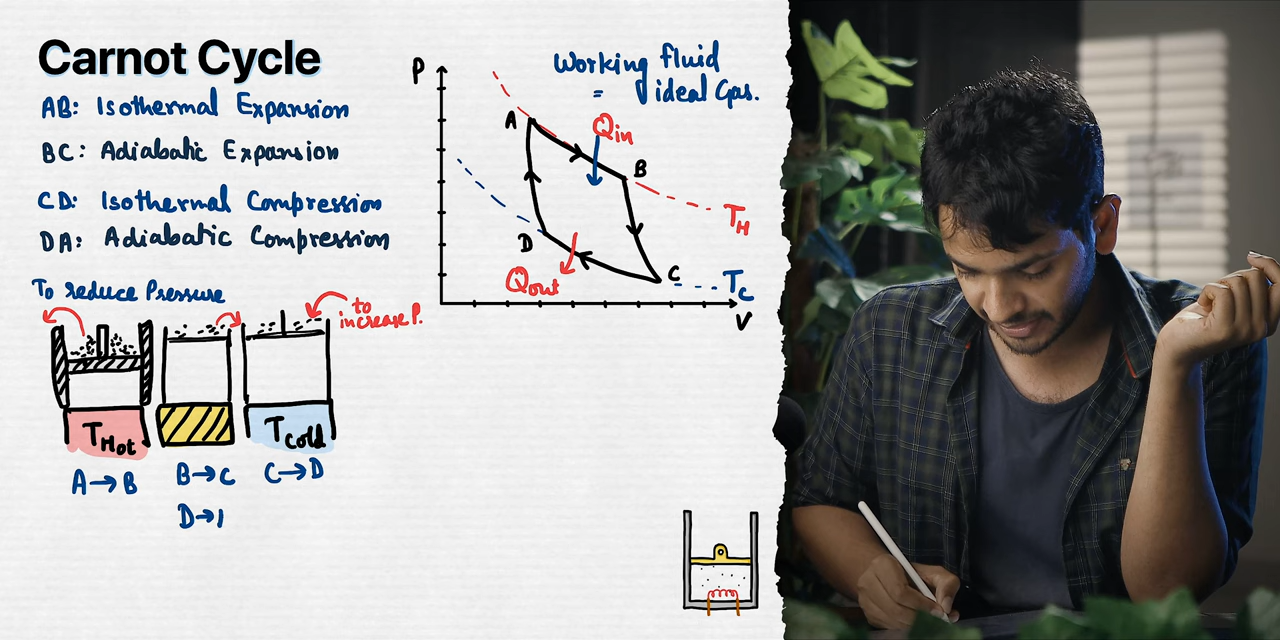 Carnot Cycle
AB: Isothermal Expansion
BC: Adiabatic Expansion
CD: Isothermal Compression
DA: Adiabatic Compression
To reduce Pressure
to
increase P.
THot
TCold
A→B
B→C
C→D
D→
P
Working fluid
= ideal Gas.
A
Qin
B
TH
D
Qout
C
TC
V